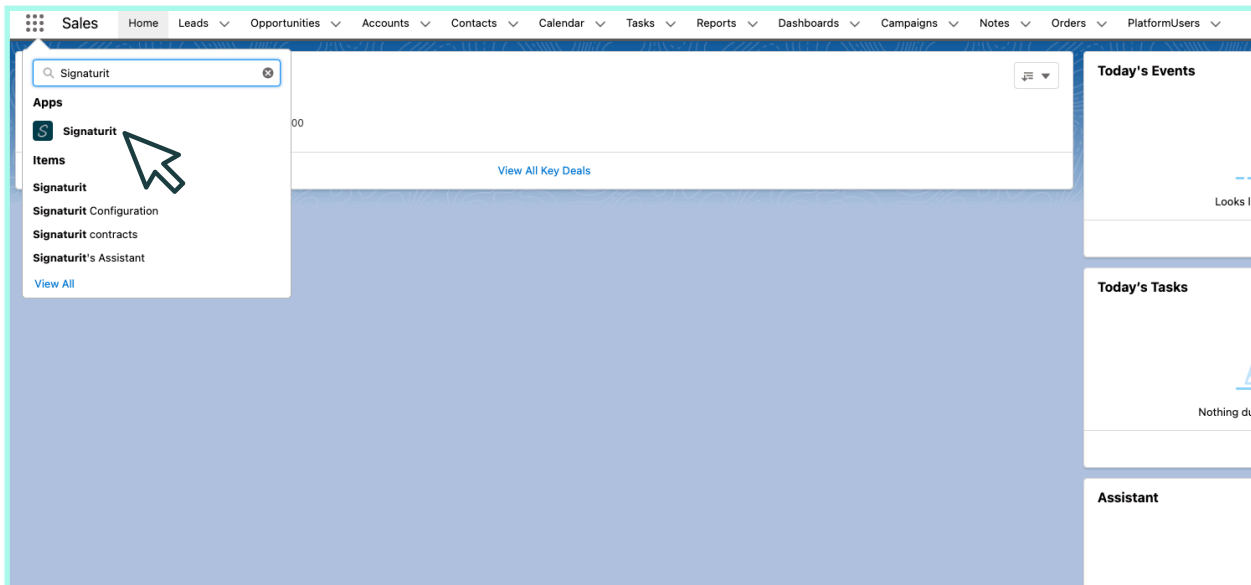 Sales Home Leads Opportunities Accounts Contacts Calendar Tasks Reports Dashboards Campaigns Notes Orders PlatformUsers
Signaturit
Apps
S Signaturit
Items
Signaturit
Signaturit Configuration
Signaturit contracts
Signaturit's Assistant
View All
00
View All Key Deals
Today's Events
Looks
Today's Tasks
Nothing
Assistant